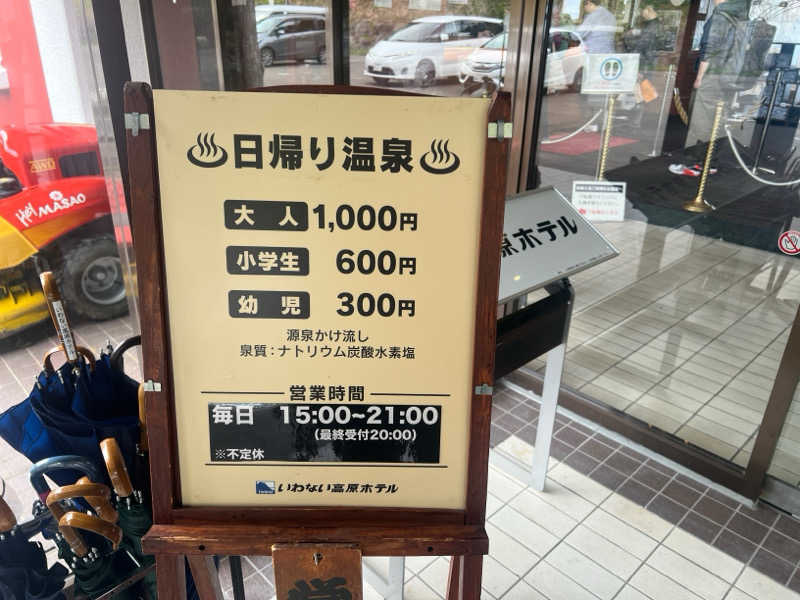 ♨日帰り温泉♨
大人 1,000円
小学生 600円
幼児 300円
源泉かけ流し
泉質:ナトリウム炭酸水素塩
営業時間
毎日 15:00~21:00
(最終受付20:00)
※不定休
いわない高原ホテル
原ホテル
4WD
Hey! MASAO